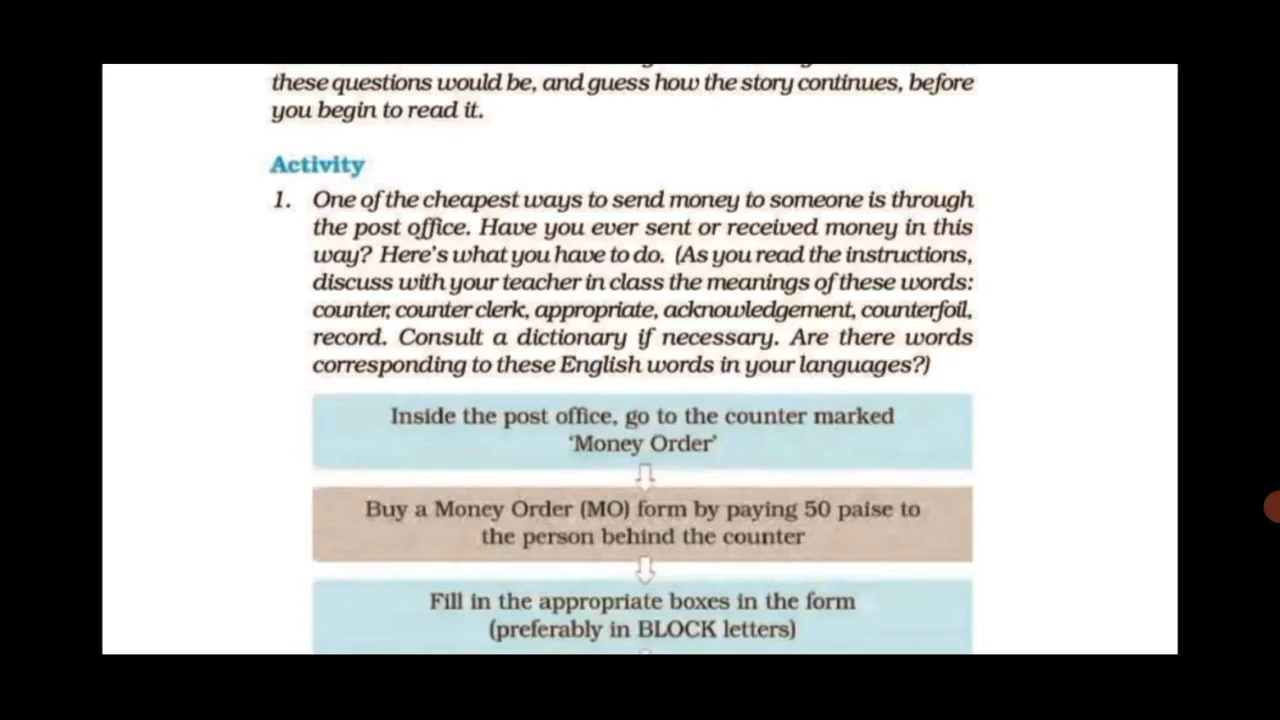 these questions would be, and guess how the story continues, before
you begin to read it.
Activity
1. One of the cheapest ways to send money to someone is through
the post office. Have you ever sent or received money in this
way? Here's what you have to do. (As you read the instructions,
discuss with your teacher in class the meanings of these words:
counter, counter clerk, appropriate, acknowledgement, counterfoil,
record. Consult a dictionary if necessary. Are there words
corresponding to these English words in your languages?)
Inside the post office, go to the counter marked
'Money Order'
Buy a Money Order (MO) form by paying 50 paise to
the person behind the counter
Fill in the appropriate boxes in the form
(preferably in BLOCK letters)